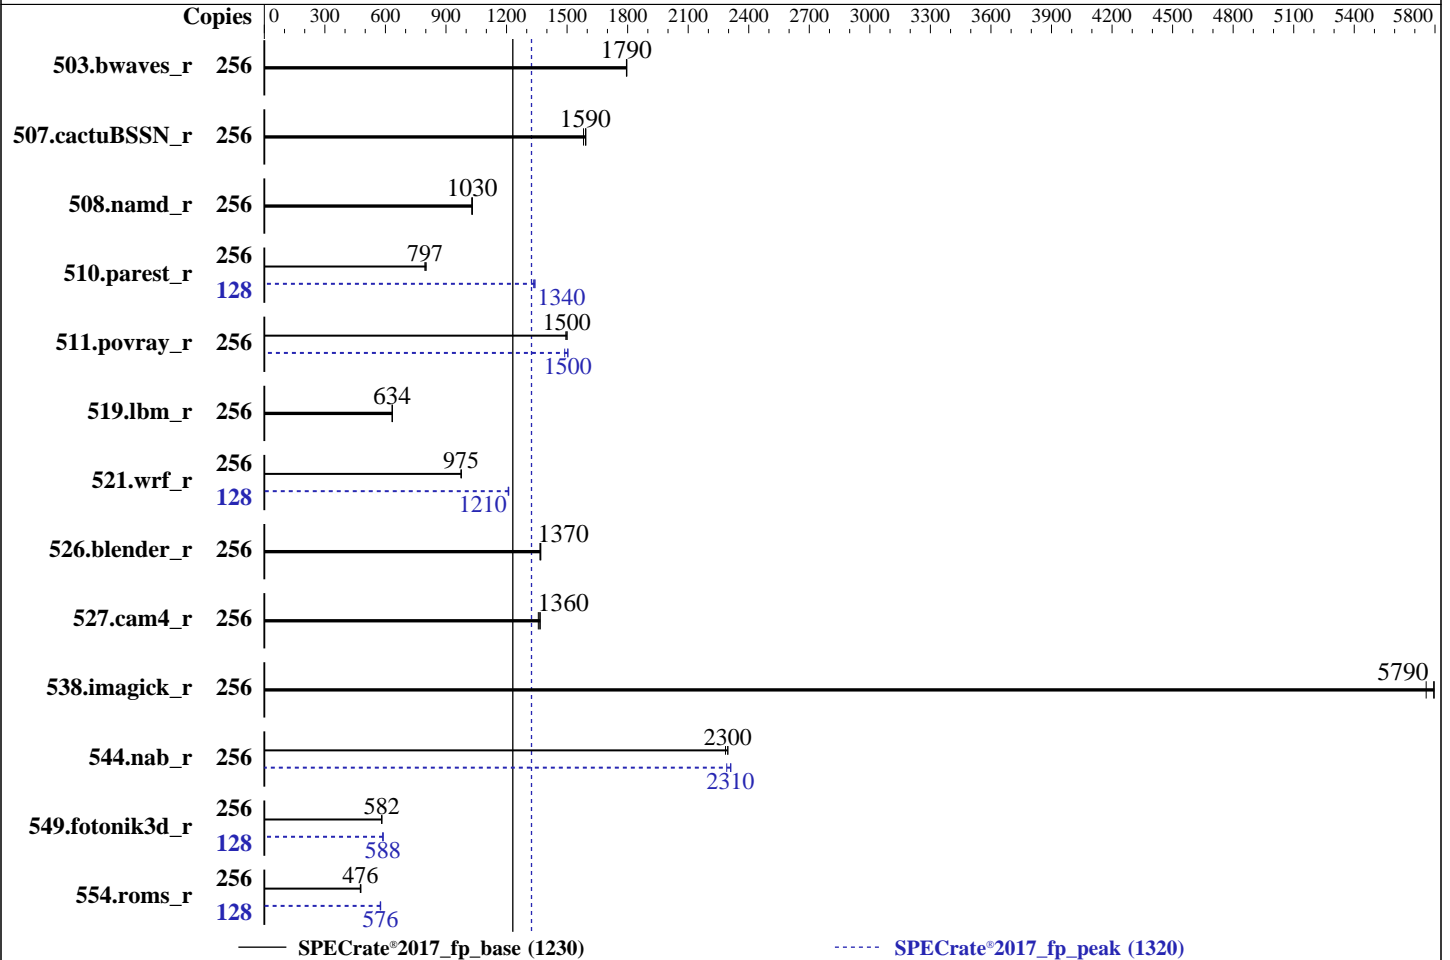 Copies 0 300 600 900 1200 1500 1800 2100 2400 2700 3000 3300 3600 3900 4200 4500 4800 5100 5400 5800
1790
503.bwaves_r 256
1590
507.cactuBSSN_r 256
1030
508.namd_r 256
256 797
510.parest_r
128 1340
1500
511.povray_r 256
1500
634
519.lbm_r 256
256 975
521.wrf_r
128 1210
1370
526.blender_r 256
1360
527.cam4_r 256
5790
538.imagick_r 256
2300
544.nab_r 256
2310
256 582
549.fotonik3d_r
128 588
256 476
554.roms_r
128 576
SPECrate®2017_fp_base (1230) SPECrate®2017_fp_peak (1320)